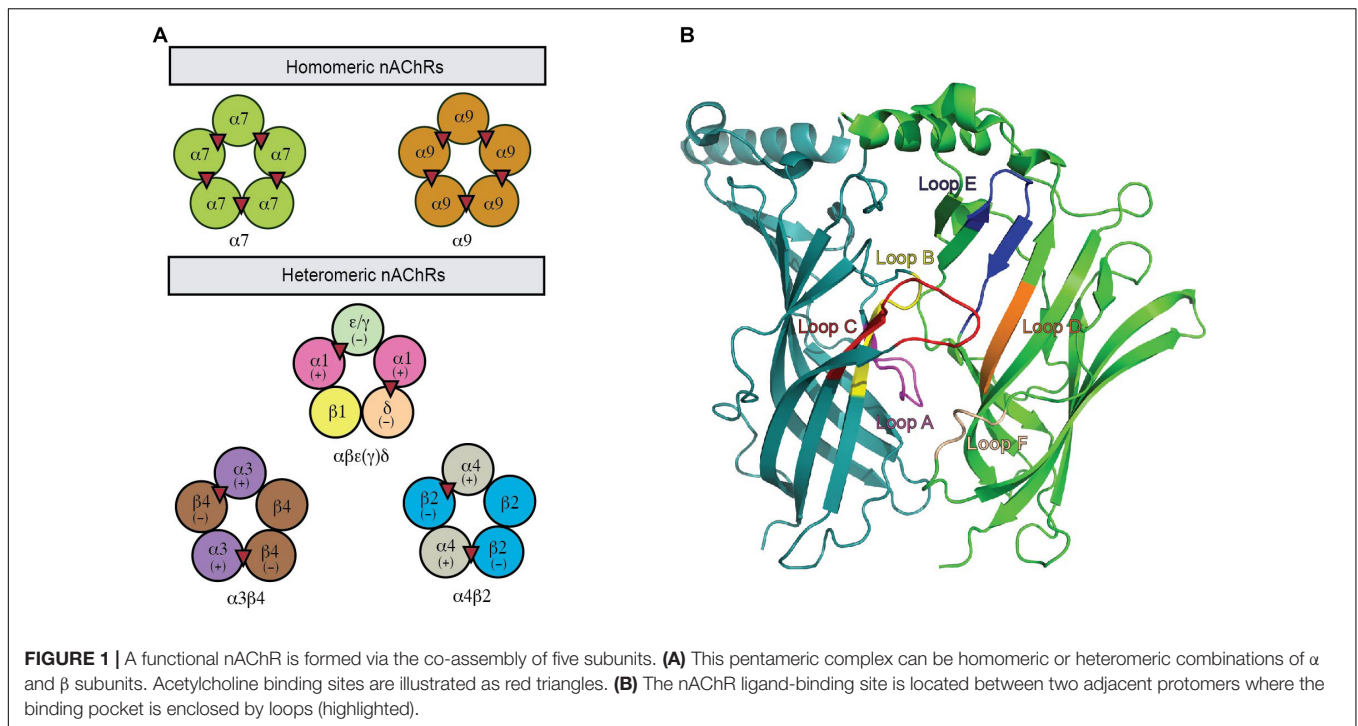 A
Homomeric nAChRs
α7
α7
α7
α7
α7
α7
α9
α9
α9
α9
α9
α9
Heteromeric nAChRs
ε/γ
(−)
α1
(+)
α1
(+)
β1
δ
(−)
αβε(γ)δ
α3
(+)
β4
(−)
β4
α3
(+)
β4
(−)
α3β4
α4
(+)
β2
(−)
β2
α4
(+)
β2
(−)
α4β2
B
Loop E
Loop B
Loop C
Loop D
Loop A
Loop F
FIGURE 1 | A functional nAChR is formed via the co-assembly of five subunits. (A) This pentameric complex can be homomeric or heteromeric combinations of α
and β subunits. Acetylcholine binding sites are illustrated as red triangles. (B) The nAChR ligand-binding site is located between two adjacent protomers where the
binding pocket is enclosed by loops (highlighted).